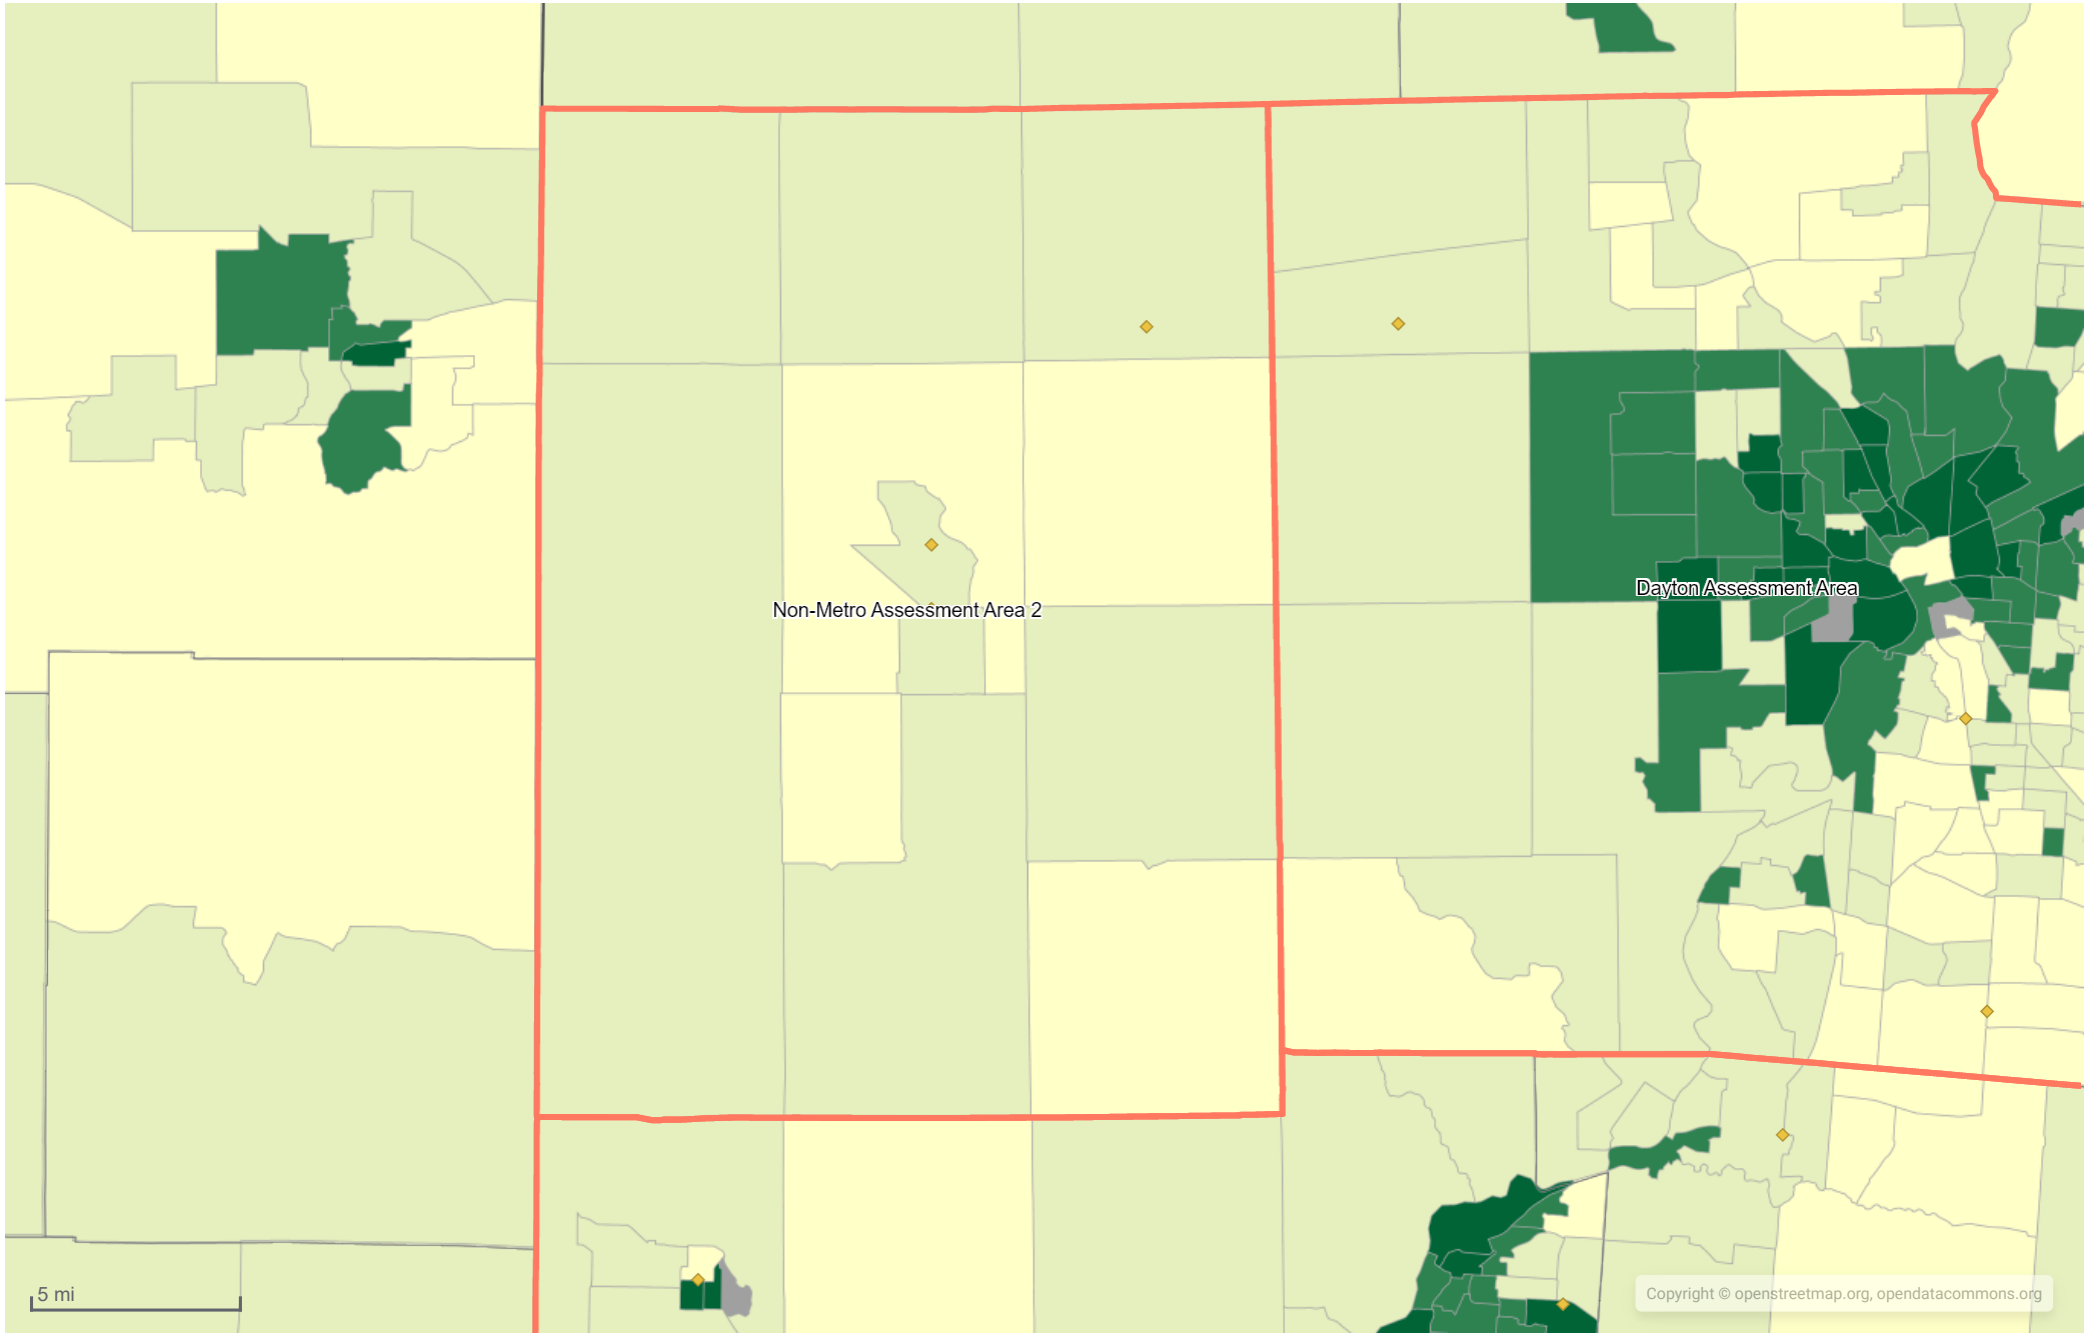 Dayton Assessment Area
Non-Metro Assessment Area 2
5 mi
Copyright © openstreetmap.org, opendatacommons.org